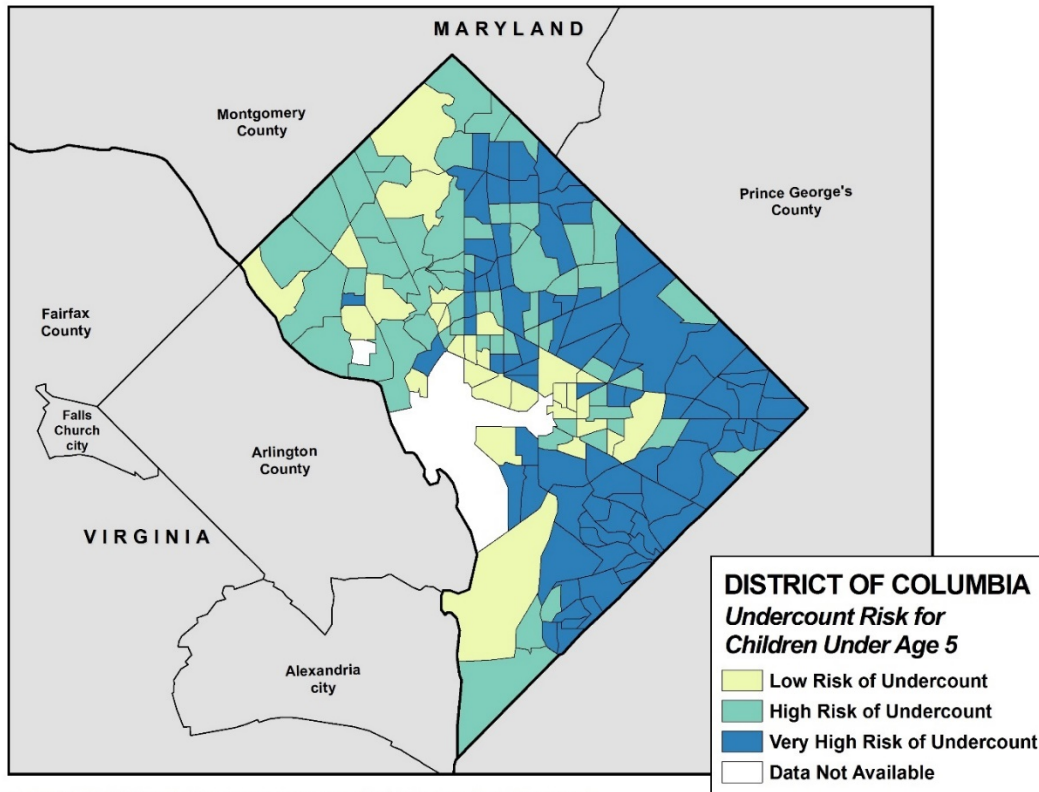 MARYLAND
Montgomery
County
Prince George's
County
Fairfax
County
Falls
Church
city
Arlington
County
VIRGINIA
Alexandria
city
DISTRICT OF COLUMBIA
Undercount Risk for
Children Under Age 5
Low Risk of Undercount
High Risk of Undercount
Very High Risk of Undercount
Data Not Available